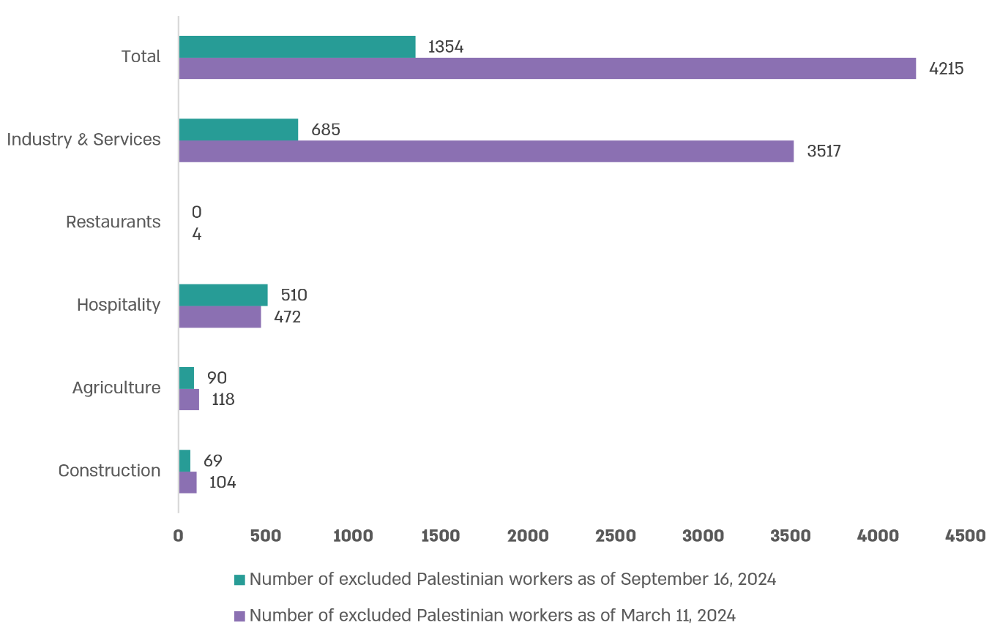 Total
1354
4215
Industry & Services
685
3517
Restaurants
0
4
Hospitality
510
472
Agriculture
90
118
Construction
69
104
0 500 1000 1500 2000 2500 3000 3500 4000 4500
Number of excluded Palestinian workers as of September 16, 2024
Number of excluded Palestinian workers as of March 11, 2024